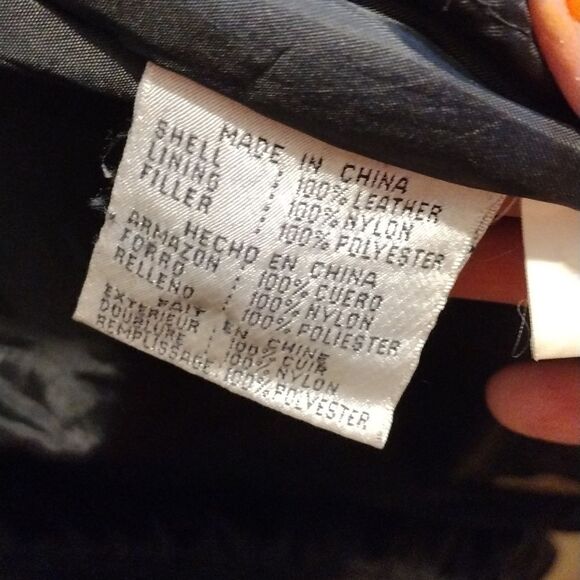 MADE IN CHINA
SHELL : 100% LEATHER
LINING : 100% NYLON
FILLER : 100% POLYESTER
HECHO EN CHINA
ARMAZON : 100% CUERO
FORRO : 100% NYLON
RELLENO : 100% POLIESTER
FAIT EN CHINE
EXTERIEUR : 100% CUIR
DOUBLURE : 100% NYLON
REMPLISSAGE: 100% POLYESTER